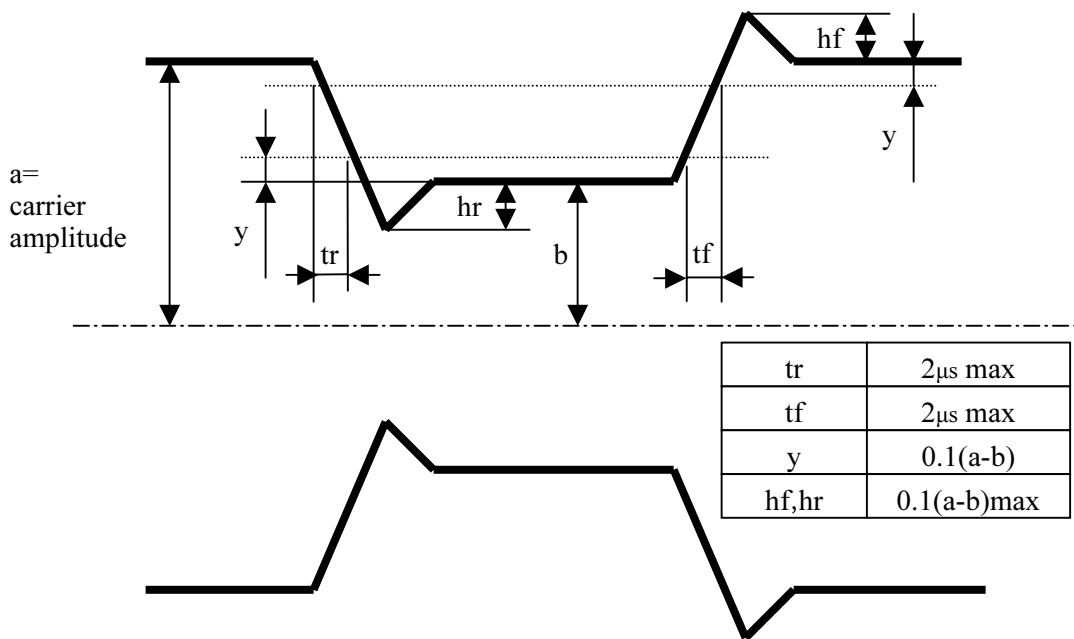 hf
y
a=
carrier
amplitude
y
tr
hr
b
tf
tr 2μs max
tf 2μs max
y 0.1(a-b)
hf,hr 0.1(a-b)max